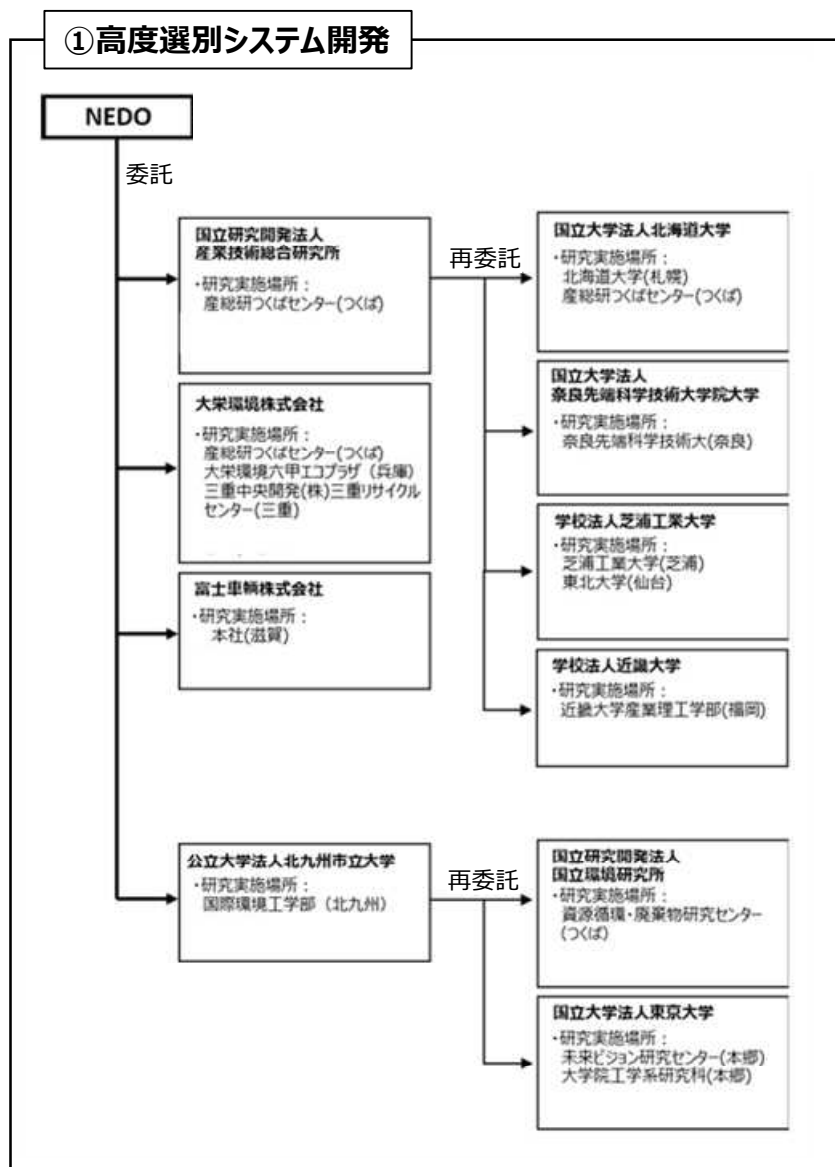 ①高度選別システム開発
NEDO
委託
国立研究開発法人
産業技術総合研究所
・研究実施場所：
産総研つくばセンター(つくば)
大栄環境株式会社
・研究実施場所：
産総研つくばセンター(つくば)
大栄環境六甲エコプラザ（兵庫）
三重中央開発(株)三重リサイクル
センター(三重)
富士車輌株式会社
・研究実施場所：
本社(滋賀)
再委託
国立大学法人北海道大学
・研究実施場所：
北海道大学(札幌)
産総研つくばセンター(つくば)
国立大学法人
奈良先端科学技術大学院大学
・研究実施場所：
奈良先端科学技術大(奈良)
学校法人芝浦工業大学
・研究実施場所：
芝浦工業大学(芝浦)
東北大学(仙台)
学校法人近畿大学
・研究実施場所：
近畿大学産業理工学部(福岡)
公立大学法人北九州市立大学
・研究実施場所：
国際環境工学部（北九州）
再委託
国立研究開発法人
国立環境研究所
・研究実施場所：
資源循環・廃棄物研究センター
(つくば)
国立大学法人東京大学
・研究実施場所：
未来ビジョン研究センター(本郷)
大学院工学系研究科(本郷)